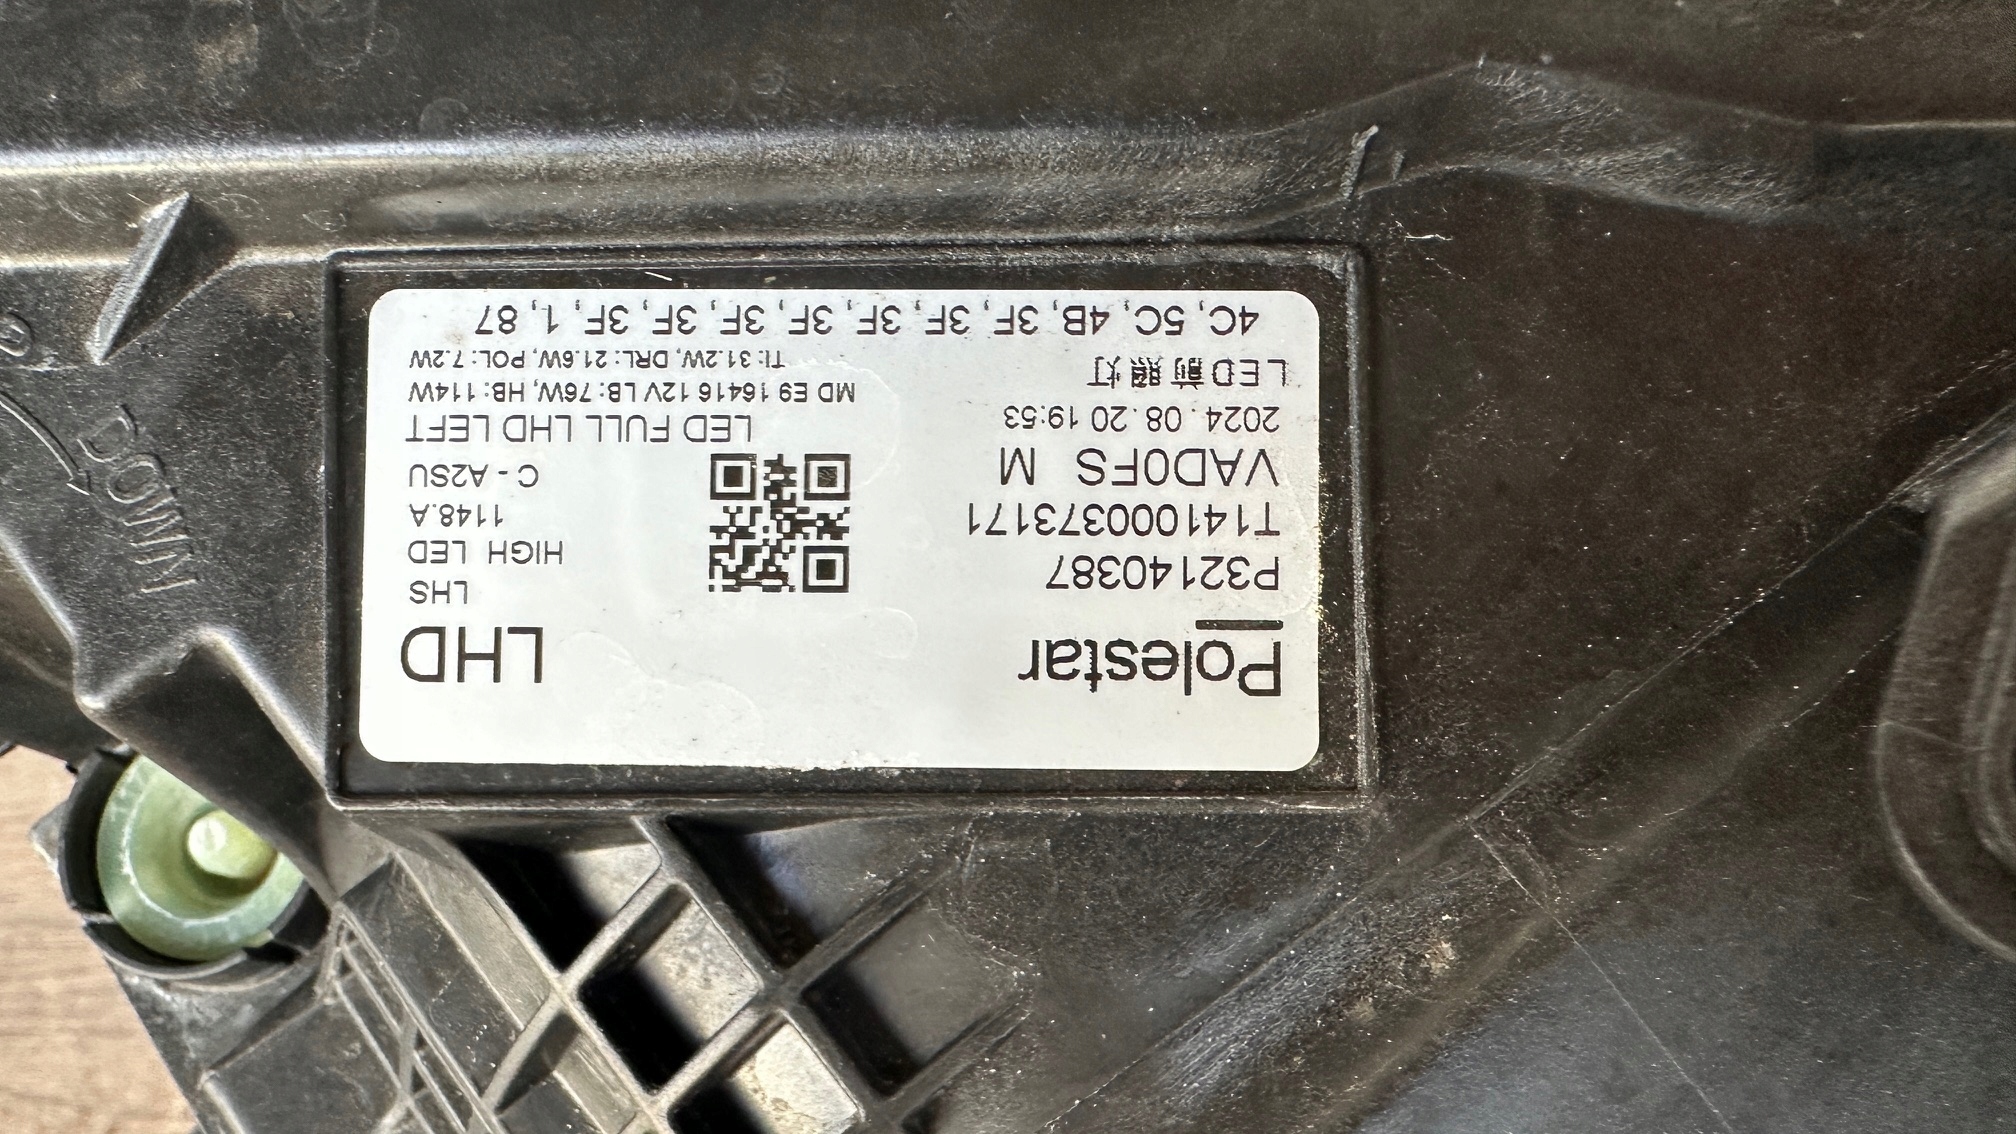 Polestar
LHD
P32140387
T141000373171
VAD0FS M
2024.08.20 19:53
LED前照灯
LHS
HIGH LED
1148.A
C - A2SU
LED FULL LHD LEFT
MD E9 16416 12V LB:76W, HB:114W
TI:31.2W, DRL:21.6W, POL:7.2W
4C, 5C, 4B, 3F, 3F, 3F, 3F, 3F, 3F, 3F, 3F, 1, 87
DOWN